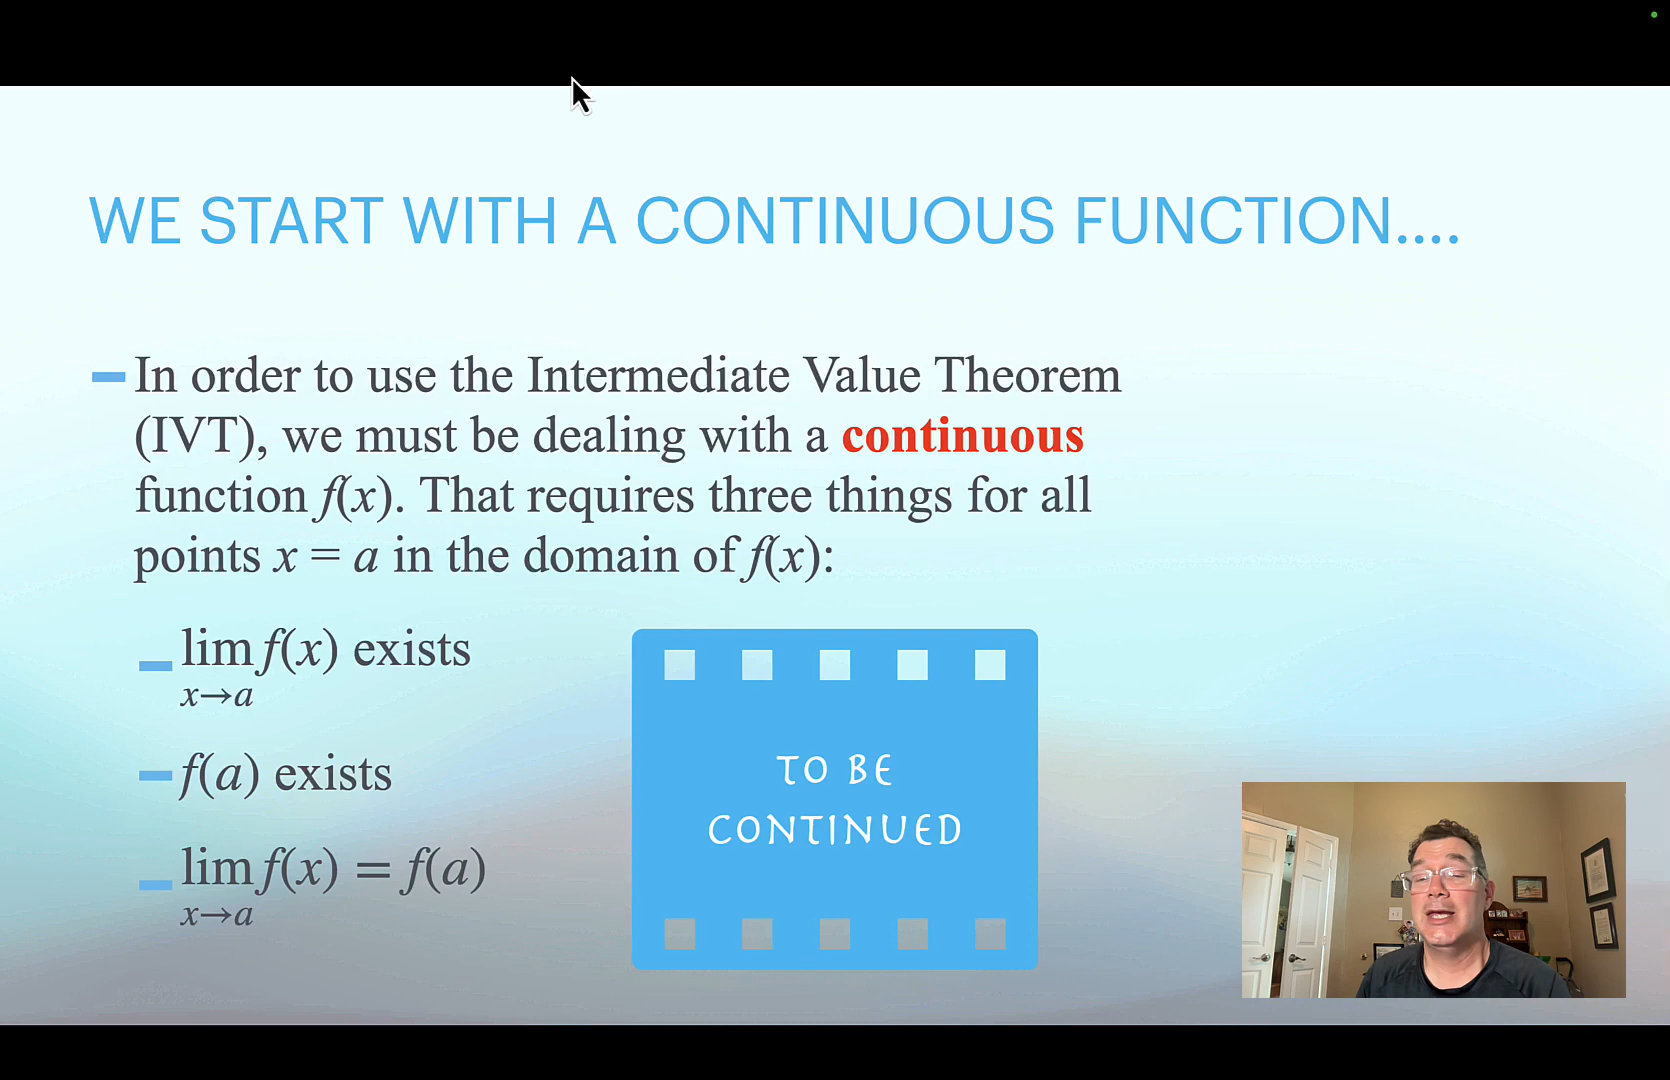 WE START WITH A CONTINUOUS FUNCTION....
In order to use the Intermediate Value Theorem
(IVT), we must be dealing with a continuous
function f(x). That requires three things for all
points x = a in the domain of f(x):
lim f(x) exists
x→a
f(a) exists
lim f(x) = f(a)
x→a
TO BE
CONTINUED